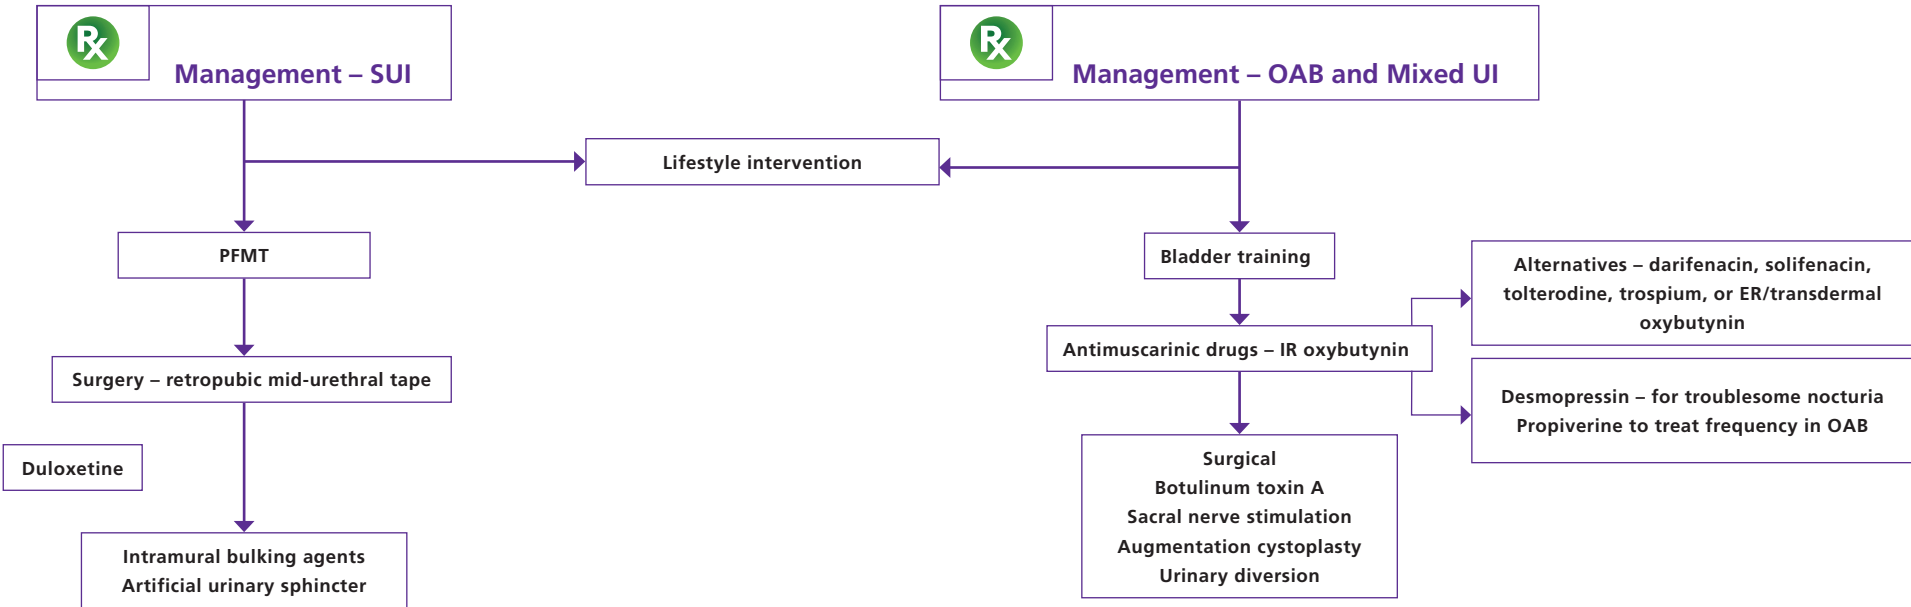 Rx
Management – SUI
Rx
Management – OAB and Mixed UI
Lifestyle intervention
PFMT
Surgery – retropubic mid-urethral tape
Duloxetine
Intramural bulking agents
Artificial urinary sphincter
Bladder training
Antimuscarinic drugs – IR oxybutynin
Alternatives – darifenacin, solifenacin,
tolterodine, trospium, or ER/transdermal
oxybutynin
Desmopressin – for troublesome nocturia
Propiverine to treat frequency in OAB
Surgical
Botulinum toxin A
Sacral nerve stimulation
Augmentation cystoplasty
Urinary diversion